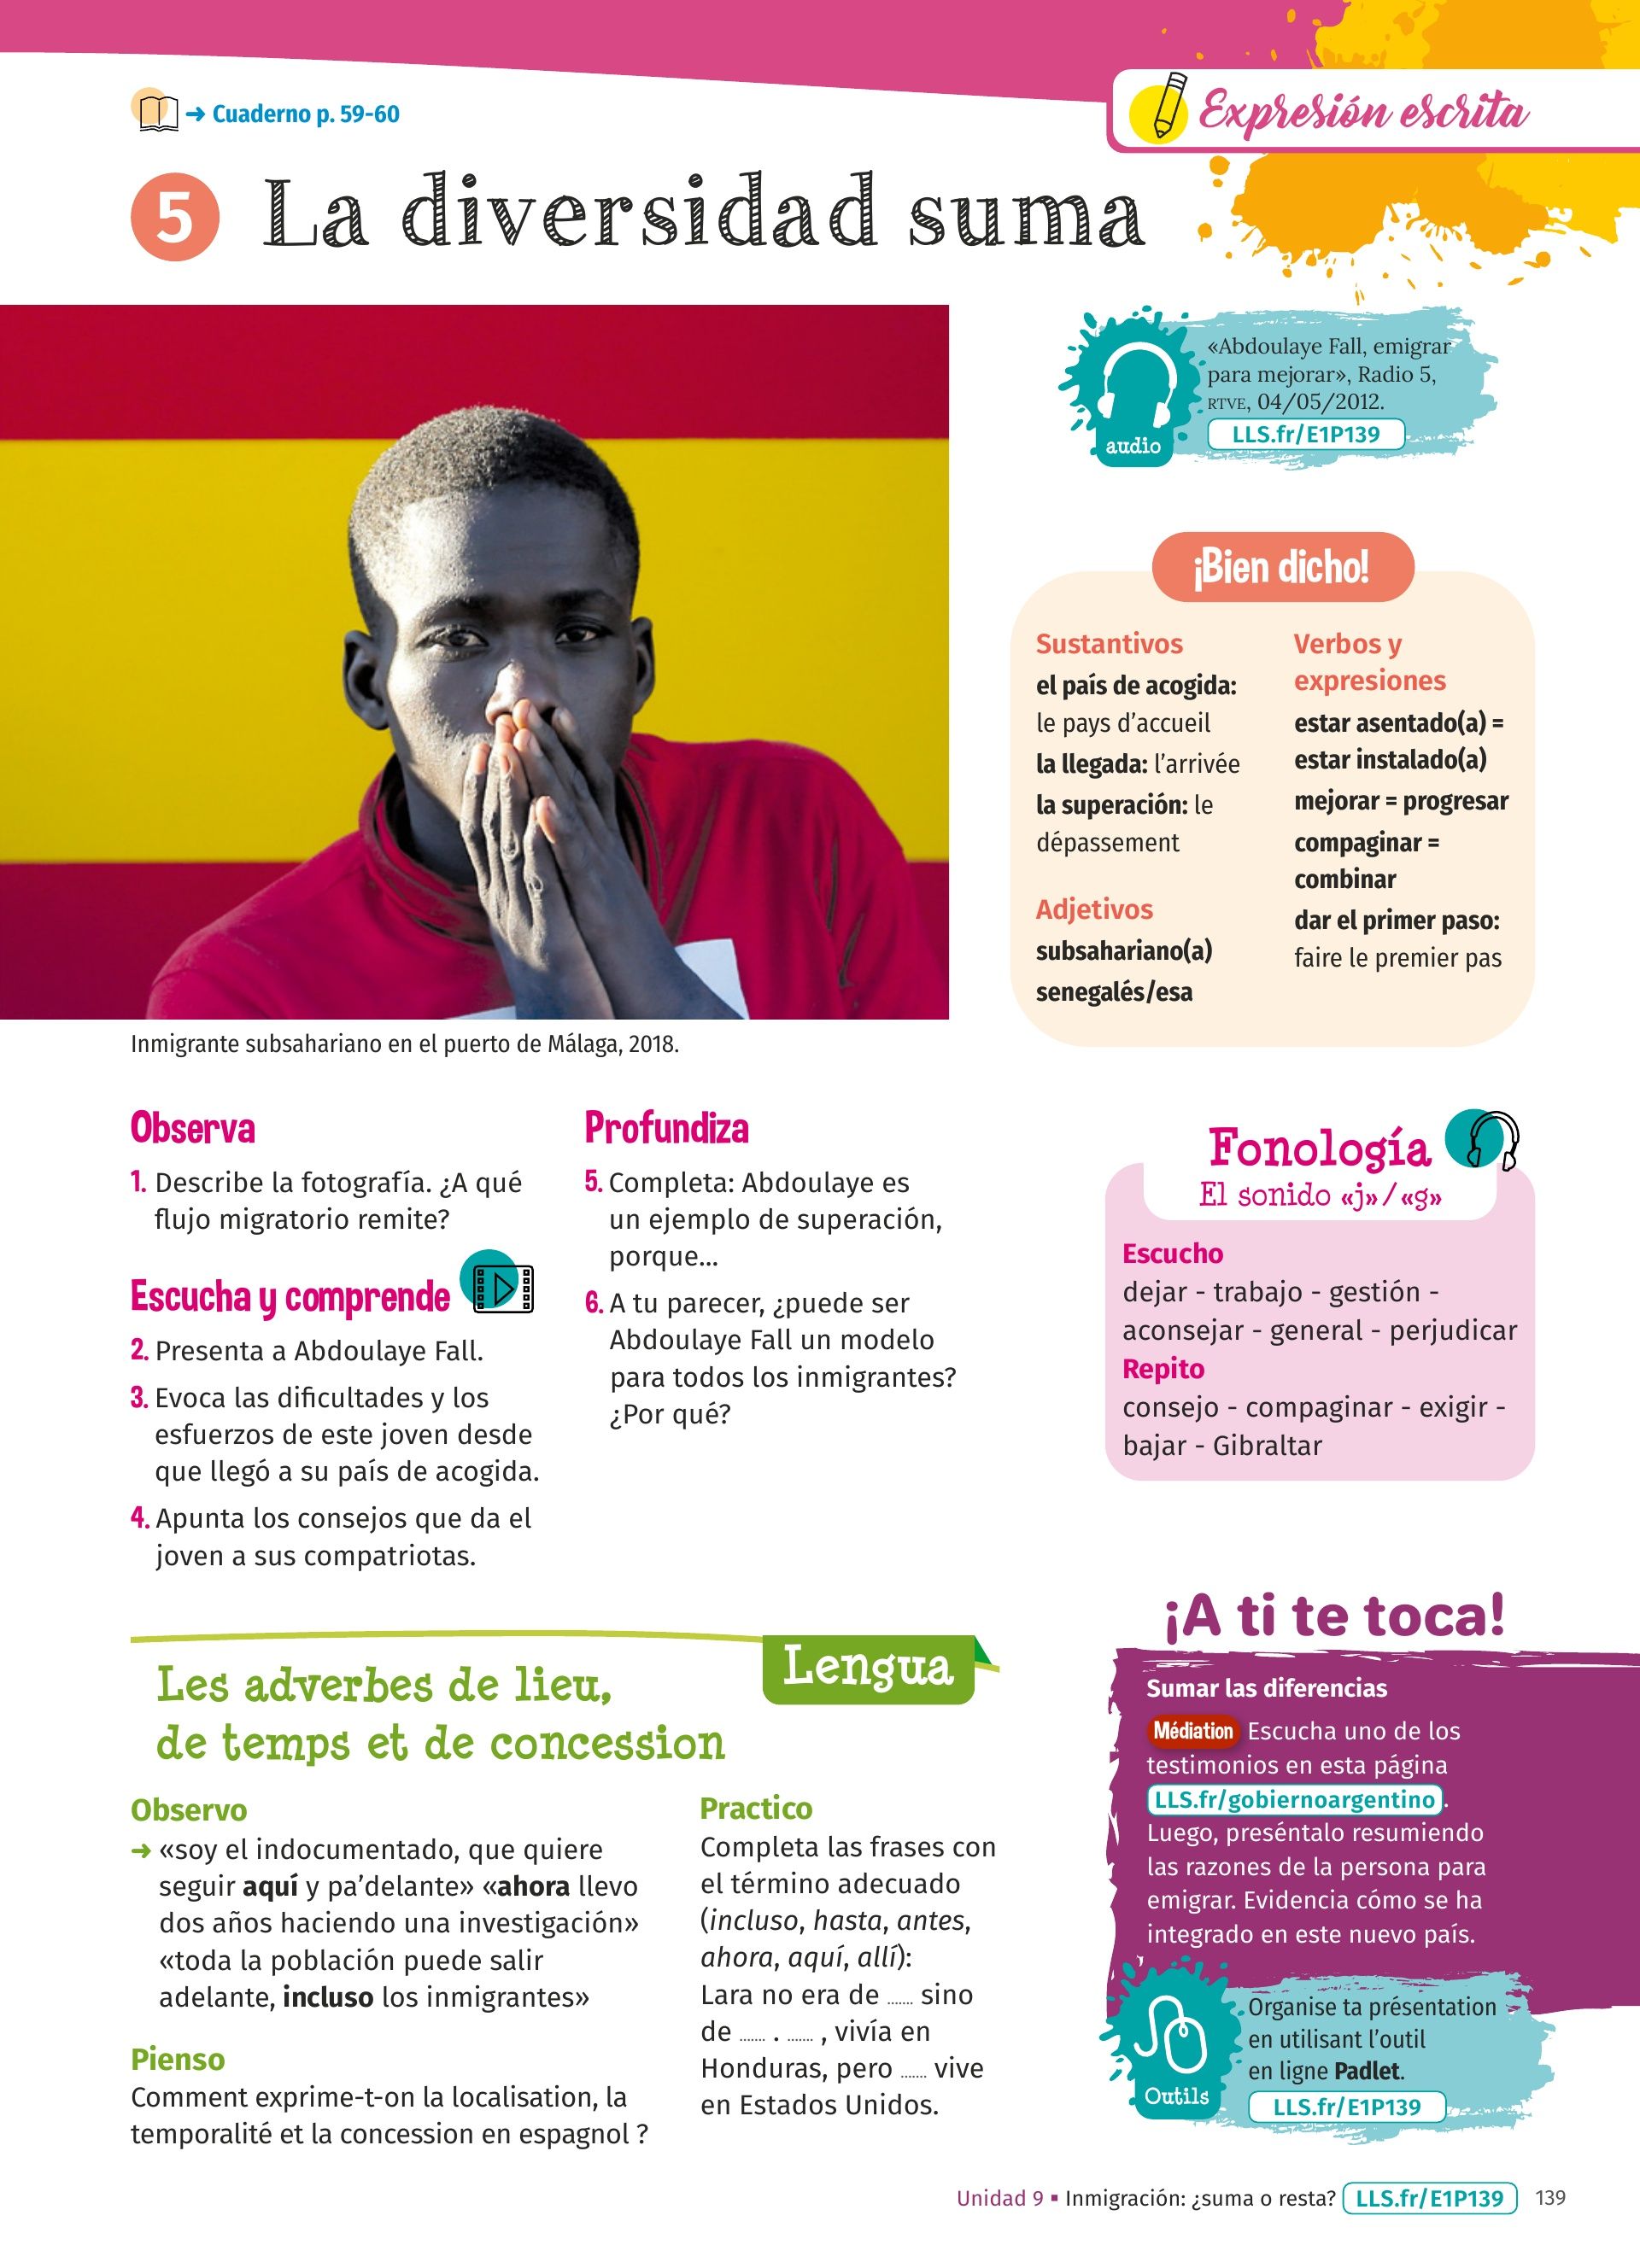 → Cuaderno p. 59-60
Expresión escrita
5 La diversidad suma
«Abdoulaye Fall, emigrar
para mejorar», Radio 5,
RTVE, 04/05/2012.
LLS.fr/E1P139
audio
¡Bien dicho!
Sustantivos
el país de acogida:
le pays d’accueil
la llegada: l’arrivée
la superación: le
dépassement
Adjetivos
subsahariano(a)
senegalés/esa
Verbos y
expresiones
estar asentado(a) =
estar instalado(a)
mejorar = progresar
compaginar =
combinar
dar el primer paso:
faire le premier pas
Inmigrante subsahariano en el puerto de Málaga, 2018.
Observa
1. Describe la fotografía. ¿A qué
flujo migratorio remite?
Escucha y comprende
2. Presenta a Abdoulaye Fall.
3. Evoca las dificultades y los
esfuerzos de este joven desde
que llegó a su país de acogida.
4. Apunta los consejos que da el
joven a sus compatriotas.
Profundiza
5. Completa: Abdoulaye es
un ejemplo de superación,
porque...
6. A tu parecer, ¿puede ser
Abdoulaye Fall un modelo
para todos los inmigrantes?
¿Por qué?
Fonología
El sonido «j»/«g»
Escucho
dejar - trabajo - gestión -
aconsejar - general - perjudicar
Repito
consejo - compaginar - exigir -
bajar - Gibraltar
Lengua
Les adverbes de lieu,
de temps et de concession
Observo
→ «soy el indocumentado, que quiere
seguir aquí y pa’delante» «ahora llevo
dos años haciendo una investigación»
«toda la población puede salir
adelante, incluso los inmigrantes»
Pienso
Comment exprime-t-on la localisation, la
temporalité et la concession en espagnol ?
Practico
Completa las frases con
el término adecuado
(incluso, hasta, antes,
ahora, aquí, allí):
Lara no era de ....... sino
de ....... . ....... , vivía en
Honduras, pero ....... vive
en Estados Unidos.
¡A ti te toca!
Sumar las diferencias
Médiation Escucha uno de los
testimonios en esta página
LLS.fr/gobiernoargentino.
Luego, preséntalo resumiendo
las razones de la persona para
emigrar. Evidencia cómo se ha
integrado en este nuevo país.
Organise ta présentation
en utilisant l’outil
en ligne Padlet.
LLS.fr/E1P139
Outils
Unidad 9 ▪ Inmigración: ¿suma o resta? LLS.fr/E1P139 139